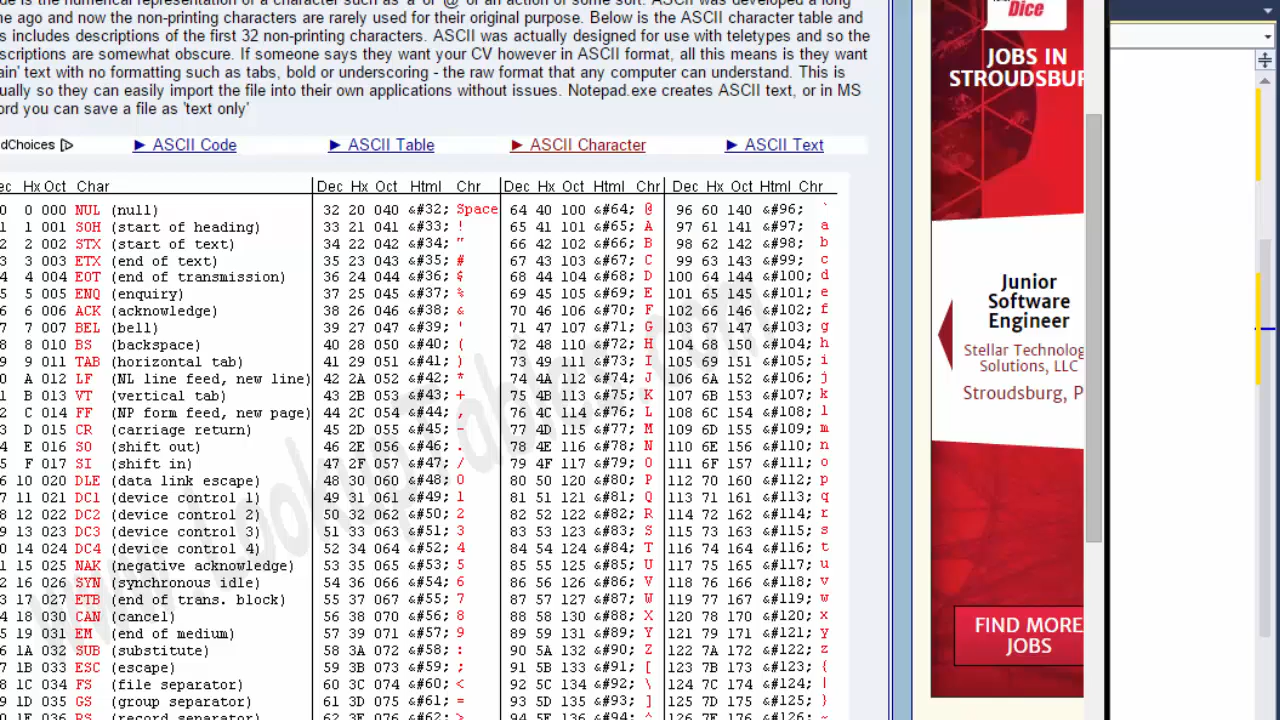 de is the numerical representation of a character such as 'a' or '@' or an action of some sort. ASCII was developed a long
ne ago and now the non-printing characters are rarely used for their original purpose. Below is the ASCII character table and
s includes descriptions of the first 32 non-printing characters. ASCII was actually designed for use with teletypes and so the
scriptions are somewhat obscure. If someone says they want your CV however in ASCII format, all this means is they want
ain' text with no formatting such as tabs, bold or underscoring - the raw format that any computer can understand. This is
ually so they can easily import the file into their own applications without issues. Notepad.exe creates ASCII text, or in MS
ord you can save a file as 'text only'
dChoices ► ASCII Code ► ASCII Table ► ASCII Character ► ASCII Text
ec Hx Oct Char Dec Hx Oct Html Chr Dec Hx Oct Html Chr Dec Hx Oct Html Chr
0 0 000 NUL (null) 32 20 040 &#32; Space 64 40 100 &#64; @ 96 60 140 &#96; `
1 1 001 SOH (start of heading) 33 21 041 &#33; ! 65 41 101 &#65; A 97 61 141 &#97; a
2 2 002 STX (start of text) 34 22 042 &#34; " 66 42 102 &#66; B 98 62 142 &#98; b
3 3 003 ETX (end of text) 35 23 043 &#35; # 67 43 103 &#67; C 99 63 143 &#99; c
4 4 004 EOT (end of transmission) 36 24 044 &#36; $ 68 44 104 &#68; D 100 64 144 &#100; d
5 5 005 ENQ (enquiry) 37 25 045 &#37; % 69 45 105 &#69; E 101 65 145 &#101; e
6 6 006 ACK (acknowledge) 38 26 046 &#38; & 70 46 106 &#70; F 102 66 146 &#102; f
7 7 007 BEL (bell) 39 27 047 &#39; ' 71 47 107 &#71; G 103 67 147 &#103; g
8 8 010 BS (backspace) 40 28 050 &#40; ( 72 48 110 &#72; H 104 68 150 &#104; h
9 9 011 TAB (horizontal tab) 41 29 051 &#41; ) 73 49 111 &#73; I 105 69 151 &#105; i
0 A 012 LF (NL line feed, new line) 42 2A 052 &#42; * 74 4A 112 &#74; J 106 6A 152 &#106; j
1 B 013 VT (vertical tab) 43 2B 053 &#43; + 75 4B 113 &#75; K 107 6B 153 &#107; k
2 C 014 FF (NP form feed, new page) 44 2C 054 &#44; , 76 4C 114 &#76; L 108 6C 154 &#108; l
3 D 015 CR (carriage return) 45 2D 055 &#45; - 77 4D 115 &#77; M 109 6D 155 &#109; m
4 E 016 SO (shift out) 46 2E 056 &#46; . 78 4E 116 &#78; N 110 6E 156 &#110; n
5 F 017 SI (shift in) 47 2F 057 &#47; / 79 4F 117 &#79; O 111 6F 157 &#111; o
6 10 020 DLE (data link escape) 48 30 060 &#48; 0 80 50 120 &#80; P 112 70 160 &#112; p
7 11 021 DC1 (device control 1) 49 31 061 &#49; 1 81 51 121 &#81; Q 113 71 161 &#113; q
8 12 022 DC2 (device control 2) 50 32 062 &#50; 2 82 52 122 &#82; R 114 72 162 &#114; r
9 13 023 DC3 (device control 3) 51 33 063 &#51; 3 83 53 123 &#83; S 115 73 163 &#115; s
0 14 024 DC4 (device control 4) 52 34 064 &#52; 4 84 54 124 &#84; T 116 74 164 &#116; t
1 15 025 NAK (negative acknowledge) 53 35 065 &#53; 5 85 55 125 &#85; U 117 75 165 &#117; u
2 16 026 SYN (synchronous idle) 54 36 066 &#54; 6 86 56 126 &#86; V 118 76 166 &#118; v
3 17 027 ETB (end of trans. block) 55 37 067 &#55; 7 87 57 127 &#87; W 119 77 167 &#119; w
4 18 030 CAN (cancel) 56 38 070 &#56; 8 88 58 130 &#88; X 120 78 170 &#120; x
5 19 031 EM (end of medium) 57 39 071 &#57; 9 89 59 131 &#89; Y 121 79 171 &#121; y
6 1A 032 SUB (substitute) 58 3A 072 &#58; : 90 5A 132 &#90; Z 122 7A 172 &#122; z
7 1B 033 ESC (escape) 59 3B 073 &#59; ; 91 5B 133 &#91; [ 123 7B 173 &#123; {
8 1C 034 FS (file separator) 60 3C 074 &#60; < 92 5C 134 &#92; \ 124 7C 174 &#124; |
9 1D 035 GS (group separator) 61 3D 075 &#61; = 93 5D 135 &#93; ] 125 7D 175 &#125; }
0 1E 036 RS (record separator) 62 3E 076 &#62; > 94 5E 136 &#94; ^ 126 7E 176 &#126; ~
www.LookupTables.com
Dice
JOBS IN
STROUDSBUR
Junior
Software
Engineer
Stellar Technolog
Solutions, LLC
Stroudsburg, P
FIND MORE
JOBS